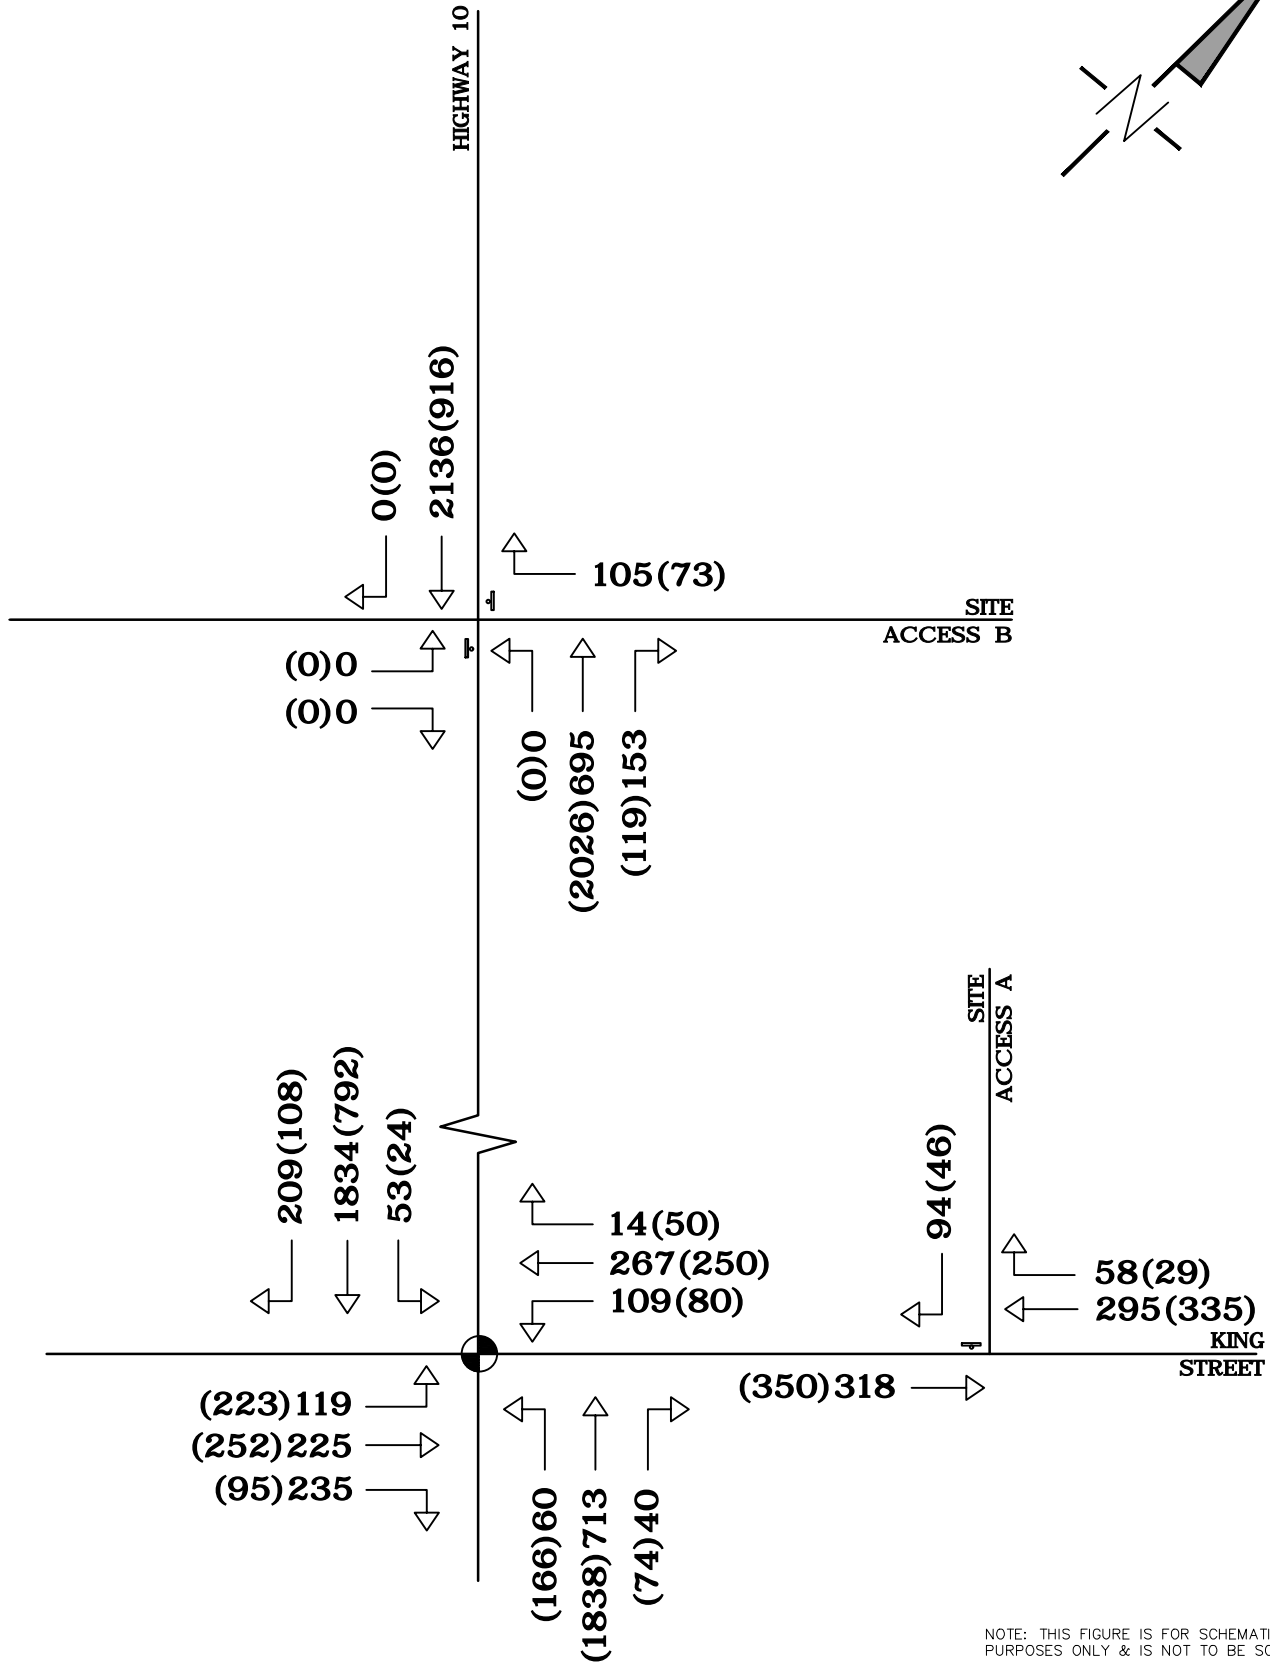 HIGHWAY 10
0(0)
2136(916)
105(73)
SITE
ACCESS B
(0)0
(0)0
(0)0
(2026)695
(119)153
SITE
ACCESS A
209(108)
1834(792)
53(24)
94(46)
14(50)
267(250)
109(80)
58(29)
295(335)
KING
STREET
(350)318
(223)119
(252)225
(95)235
(166)60
(1838)713
(74)40
NOTE: THIS FIGURE IS FOR
PURPOSES ONLY & IS NOT TO BE